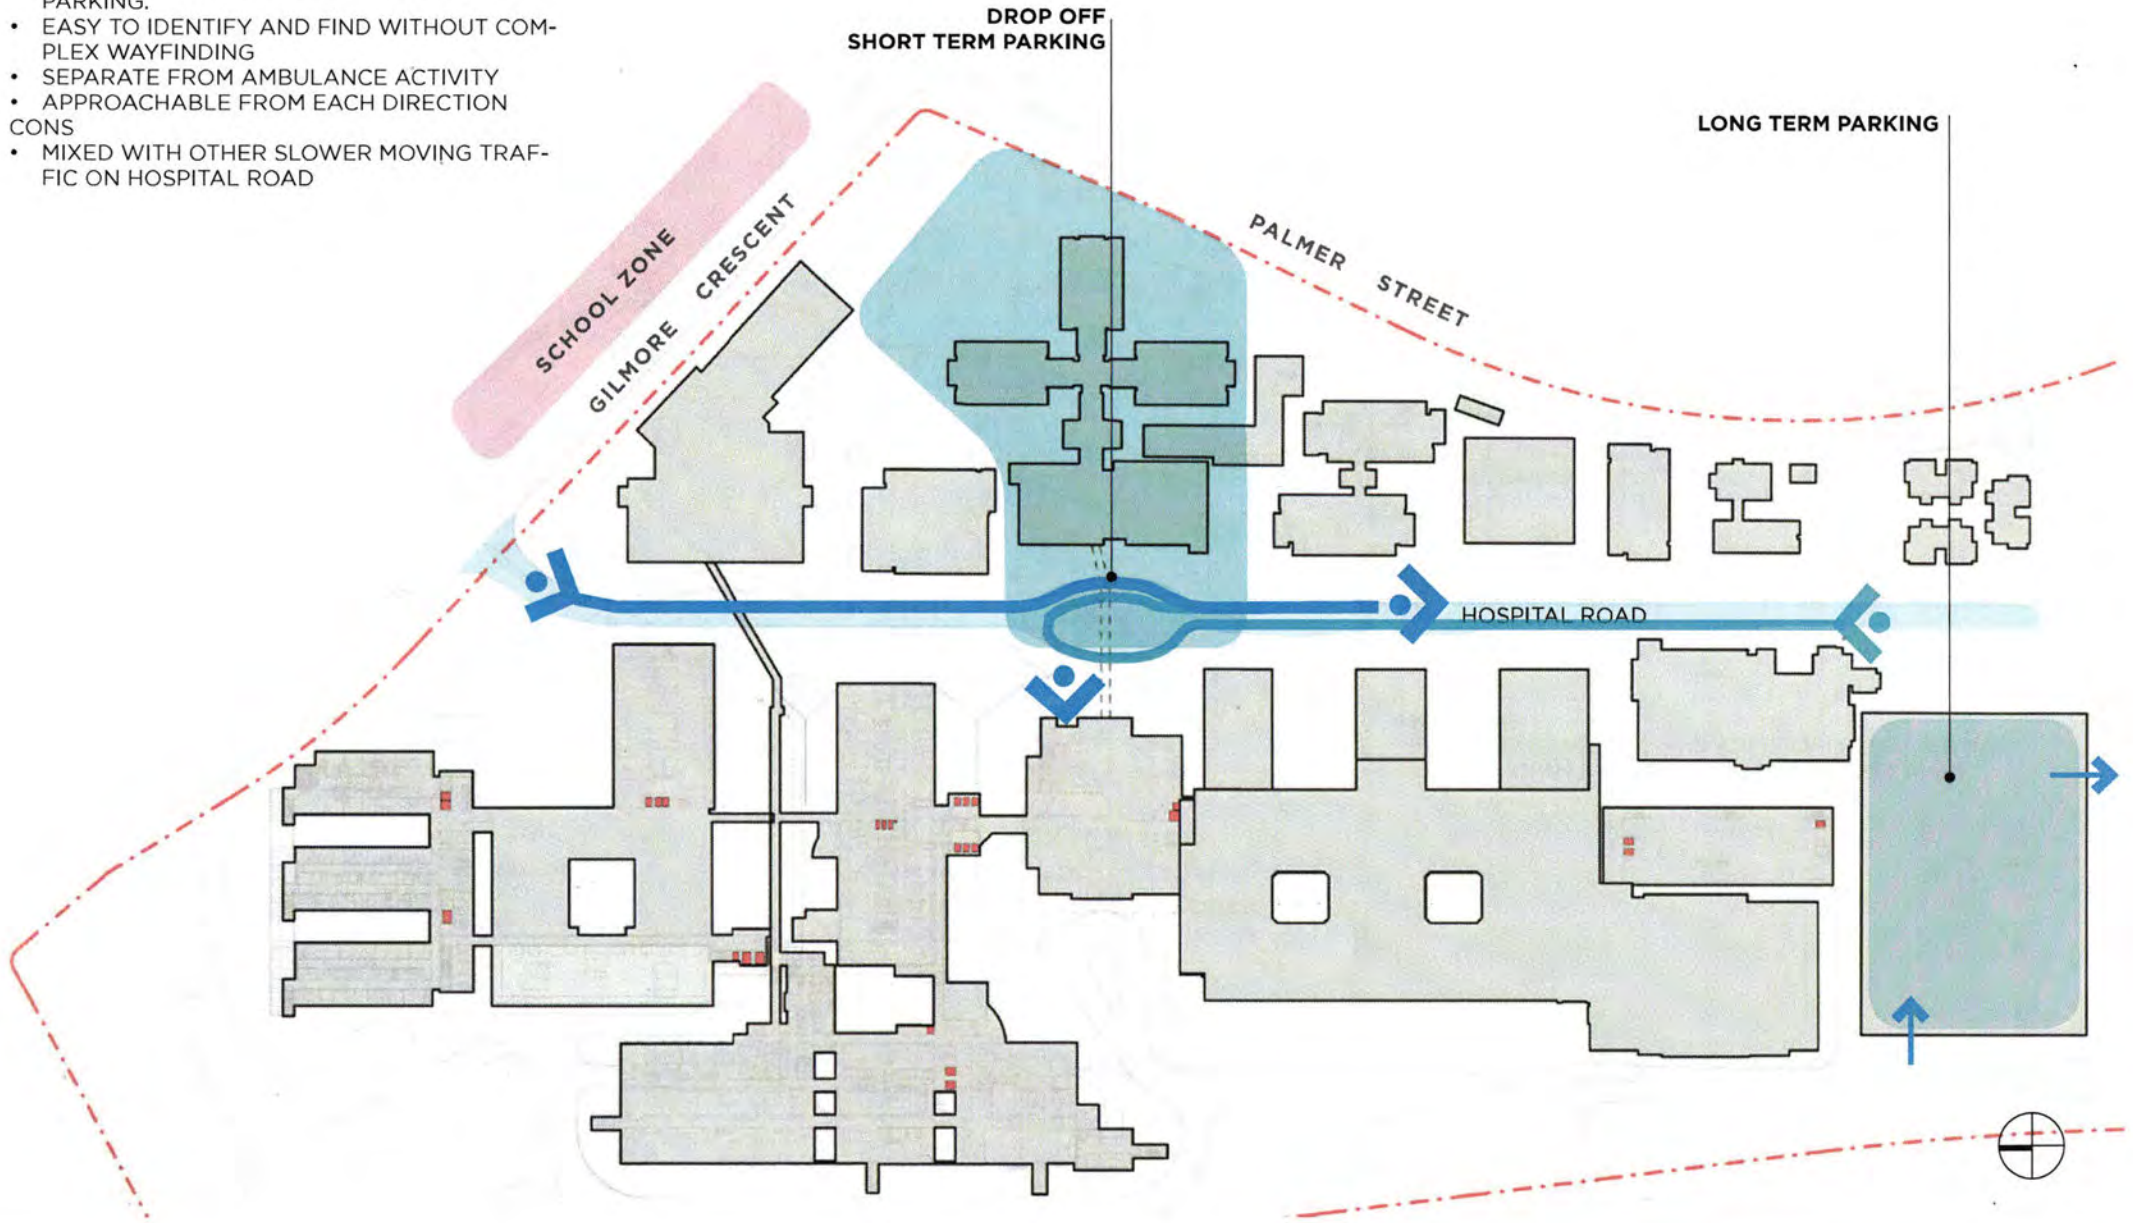 PARKING.
• EASY TO IDENTIFY AND FIND WITHOUT COM-
PLEX WAYFINDING
• SEPARATE FROM AMBULANCE ACTIVITY
• APPROACHABLE FROM EACH DIRECTION
CONS
• MIXED WITH OTHER SLOWER MOVING TRAF-
FIC ON HOSPITAL ROAD
DROP OFF
SHORT TERM PARKING
LONG TERM PARKING
SCHOOL ZONE
GILMORE CRESCENT
PALMER STREET
HOSPITAL ROAD